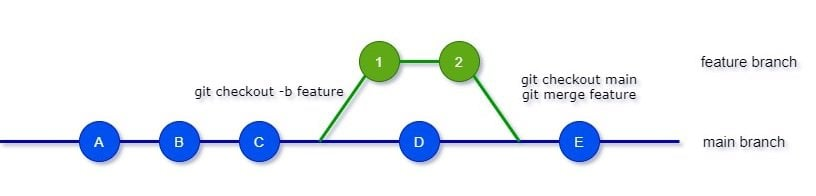 1
2
feature branch
git checkout -b feature
git checkout main
git merge feature
A
B
C
D
E
main branch